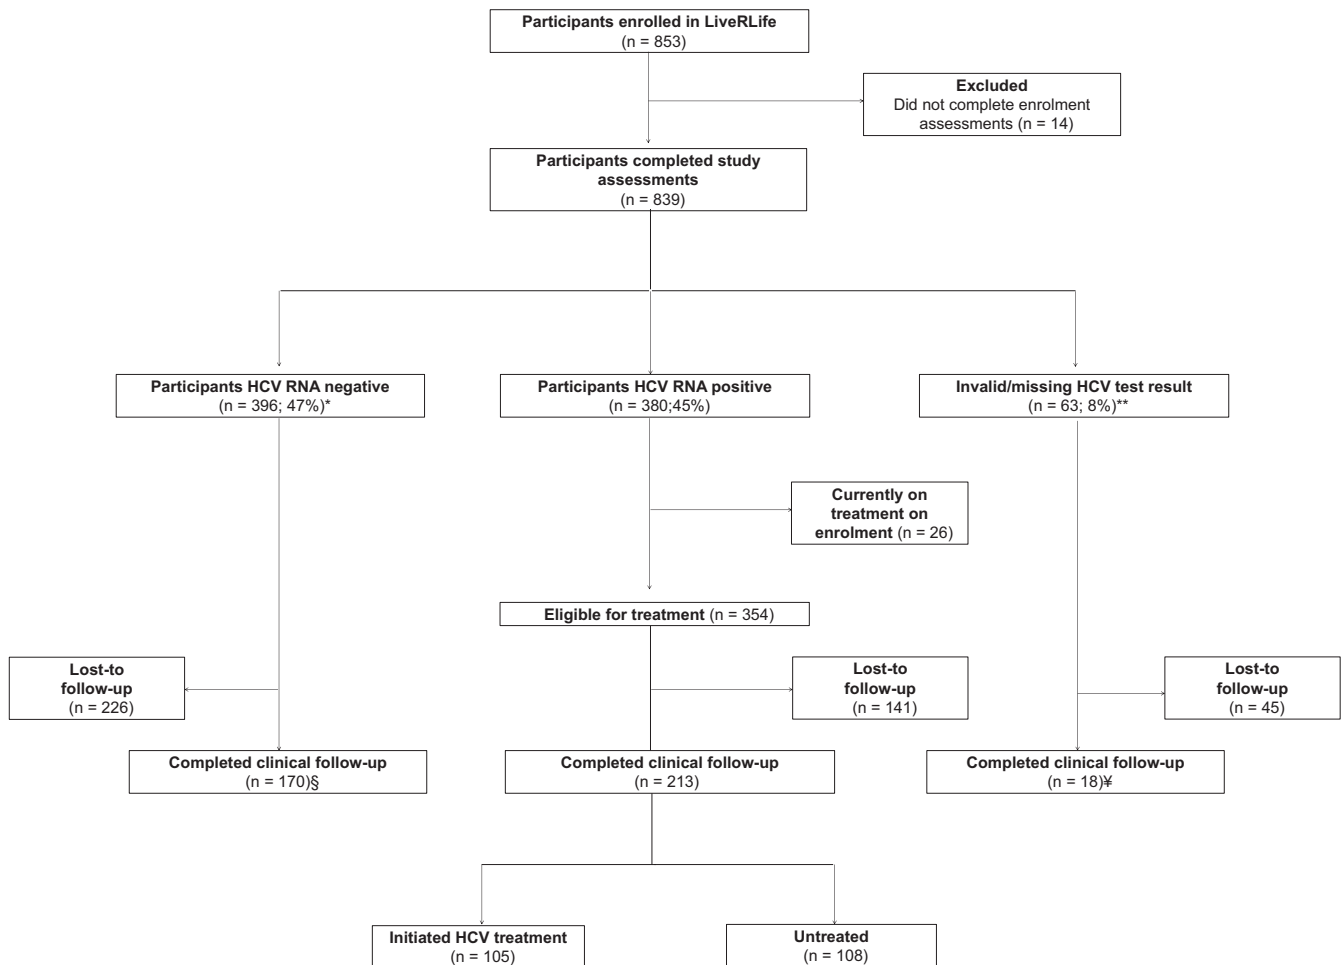 Participants enrolled in LiveRLife
(n = 853)
Excluded
Did not complete enrolment
assessments (n = 14)
Participants completed study
assessments
(n = 839)
Participants HCV RNA negative
(n = 396; 47%)*
Participants HCV RNA positive
(n = 380;45%)
Invalid/missing HCV test result
(n = 63; 8%)**
Currently on
treatment on
enrolment (n = 26)
Eligible for treatment (n = 354)
Lost-to
follow-up
(n = 226)
Lost-to
follow-up
(n = 141)
Lost-to
follow-up
(n = 45)
Completed clinical follow-up
(n = 170)§
Completed clinical follow-up
(n = 213)
Completed clinical follow-up
(n = 18)¥
Initiated HCV treatment
(n = 105)
Untreated
(n = 108)